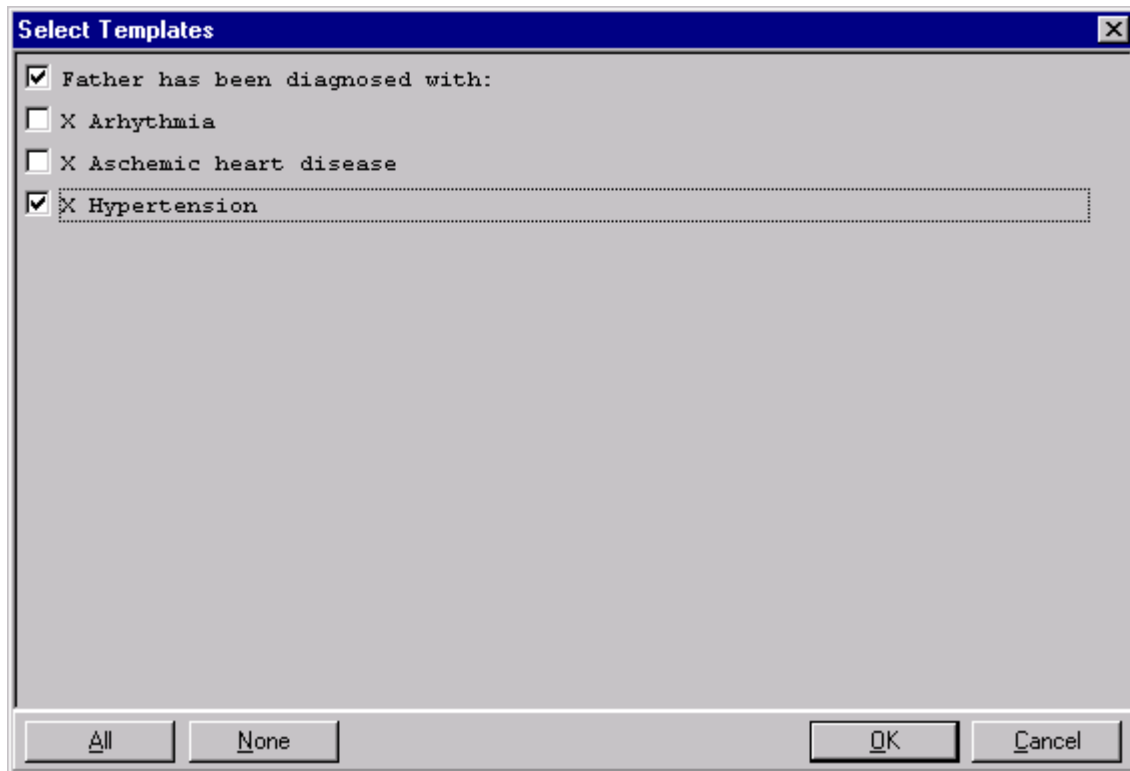 Select Templates
Father has been diagnosed with:
X Arhythmia
X Aschemic heart disease
X Hypertension
All None OK Cancel